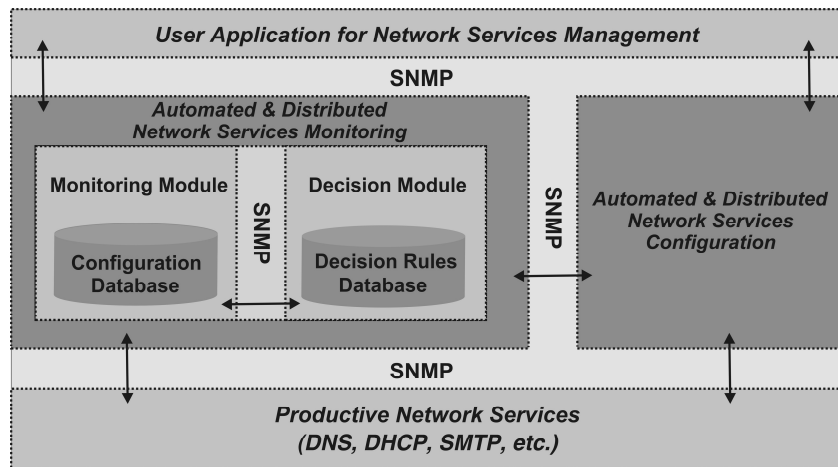 User Application for Network Services Management
SNMP
Automated & Distributed
Network Services Monitoring
Monitoring Module
Configuration
Database
SNMP
Decision Module
Decision Rules
Database
SNMP
Automated & Distributed
Network Services
Configuration
SNMP
Productive Network Services
(DNS, DHCP, SMTP, etc.)